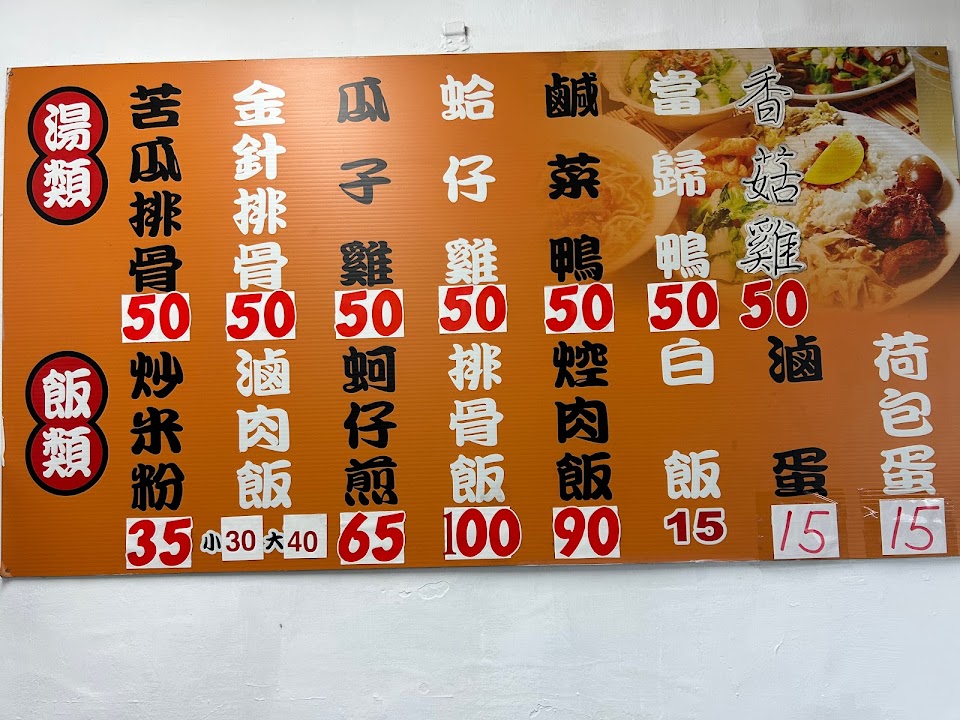 湯類
苦瓜排骨
50
金針排骨
50
瓜子雞
50
蛤仔雞
50
鹹菜鴨
50
當歸鴨
50
香菇雞
50
飯類
炒米粉
35
滷肉飯
小30 大40
蚵仔煎
65
排骨飯
100
焢肉飯
90
白飯
15
滷蛋
15
荷包蛋
15